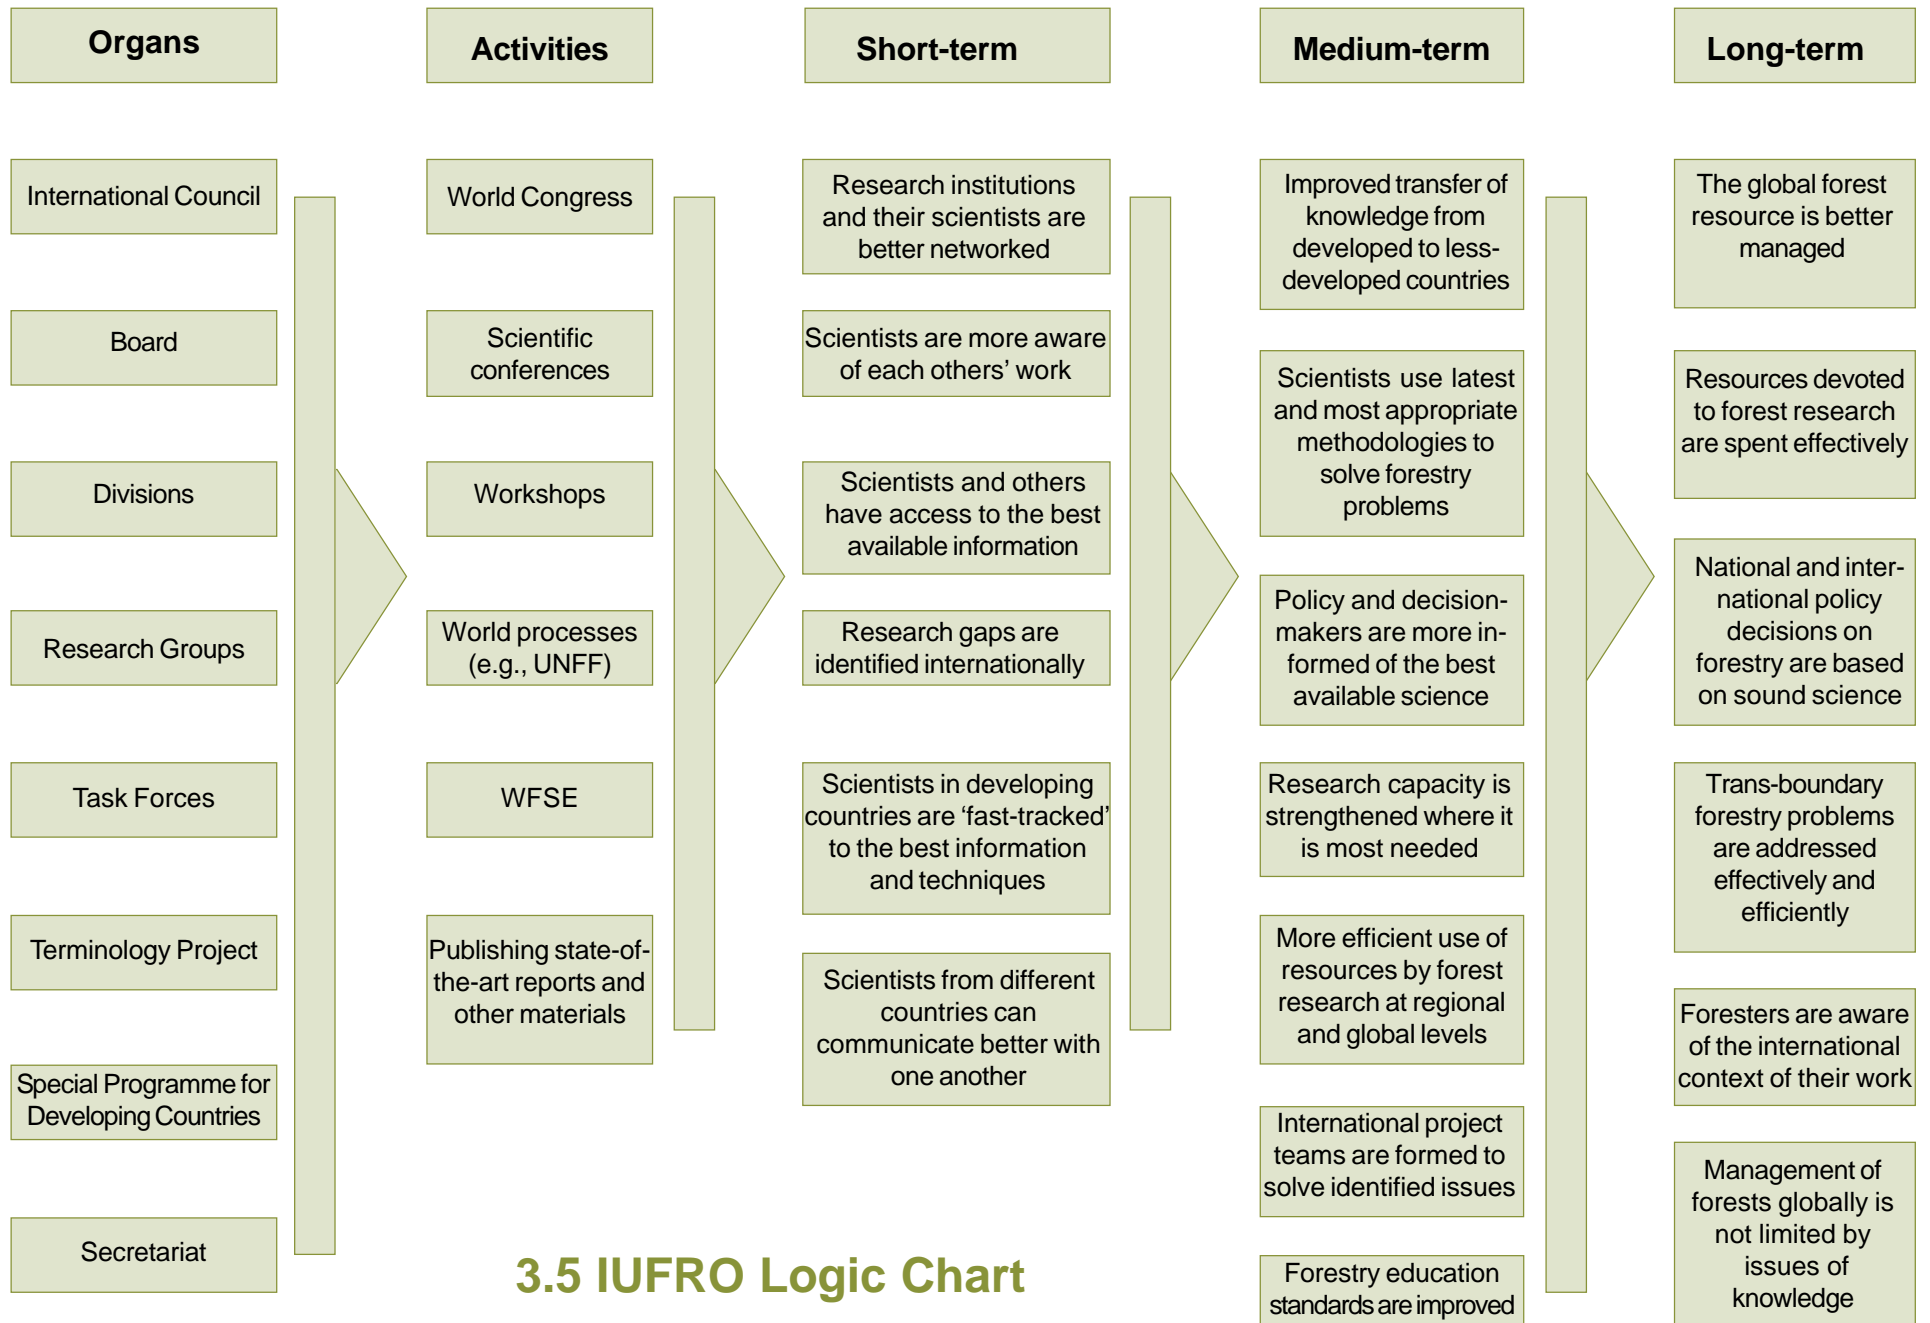 Organs
Activities
Short-term
Medium-term
Long-term
International Council
Board
Divisions
Research Groups
Task Forces
Terminology Project
Special Programme for
Developing Countries
Secretariat
World Congress
Scientific
conferences
Workshops
World processes
(e.g., UNFF)
WFSE
Publishing state-of-
the-art reports and
other materials
Research institutions
and their scientists are
better networked
Scientists are more aware
of each others’ work
Scientists and others
have access to the best
available information
Research gaps are
identified internationally
Scientists in developing
countries are ‘fast-tracked’
to the best information
and techniques
Scientists from different
countries can
communicate better with
one another
Improved transfer of
knowledge from
developed to less-
developed countries
Scientists use latest
and most appropriate
methodologies to
solve forestry
problems
Policy and decision-
makers are more in-
formed of the best
available science
Research capacity is
strengthened where it
is most needed
More efficient use of
resources by forest
research at regional
and global levels
International project
teams are formed to
solve identified issues
Forestry education
standards are improved
The global forest
resource is better
managed
Resources devoted
to forest research
are spent effectively
National and inter-
national policy
decisions on
forestry are based
on sound science
Trans-boundary
forestry problems
are addressed
effectively and
efficiently
Foresters are aware
of the international
context of their work
Management of
forests globally is
not limited by
issues of
knowledge
3.5 IUFRO Logic Chart